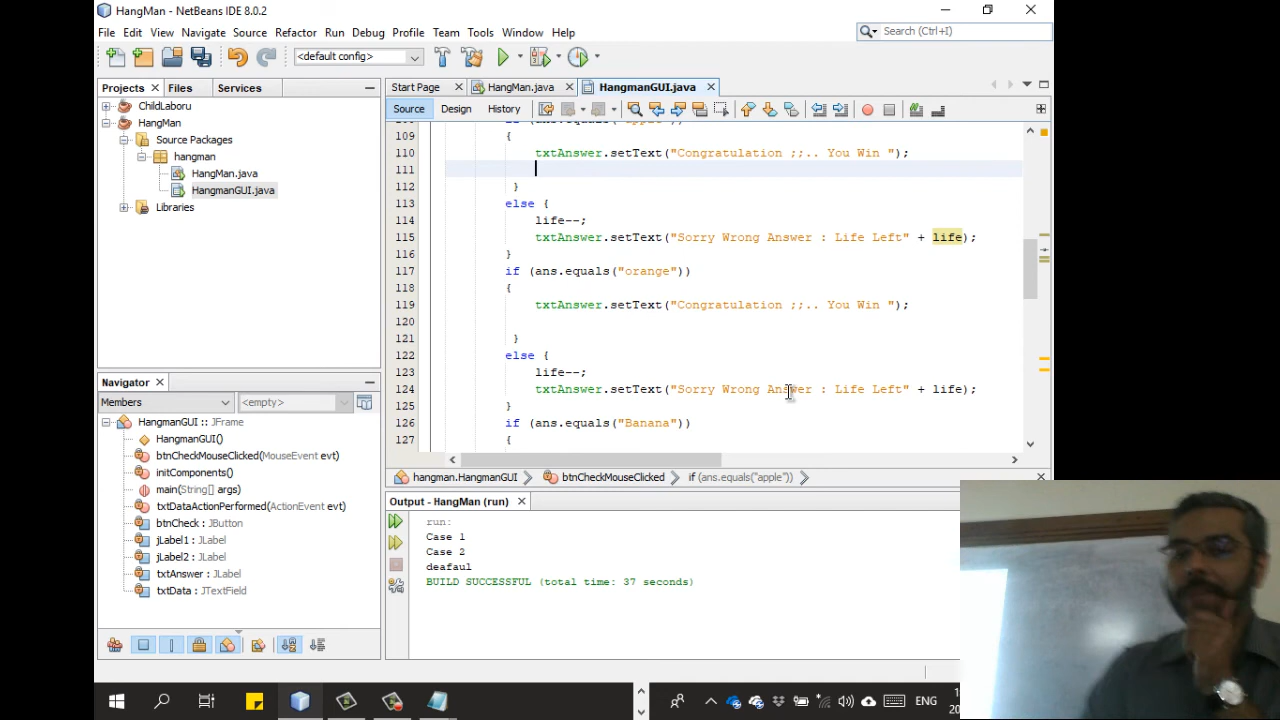 HangMan - NetBeans IDE 8.0.2
File Edit View Navigate Source Refactor Run Debug Profile Team Tools Window Help
Search (Ctrl+I)
<default config>
Projects Files Services
ChildLaboru
HangMan
Source Packages
hangman
HangMan.java
HangmanGUI.java
Libraries
Start Page HangMan.java HangmanGUI.java
Source Design History
109 {
110 txtAnswer.setText("Congratulation ;;.. You Win ");
111
112 }
113 else {
114 life--;
115 txtAnswer.setText("Sorry Wrong Answer : Life Left" + life);
116 }
117 if (ans.equals("orange"))
118 {
119 txtAnswer.setText("Congratulation ;;.. You Win ");
120
121 }
122 else {
123 life--;
124 txtAnswer.setText("Sorry Wrong Answer : Life Left" + life);
125 }
126 if (ans.equals("Banana"))
127 {
hangman.HangmanGUI btnCheckMouseClicked if (ans.equals("apple"))
Navigator
Members <empty>
HangmanGUI :: JFrame
HangmanGUI()
btnCheckMouseClicked(MouseEvent evt)
initComponents()
main(String[] args)
txtDataActionPerformed(ActionEvent evt)
btnCheck : JButton
jLabel1 : JLabel
jLabel2 : JLabel
txtAnswer : JLabel
txtData : JTextField
Output - HangMan (run)
run:
Case 1
Case 2
deafaul
BUILD SUCCESSFUL (total time: 37 seconds)
ENG